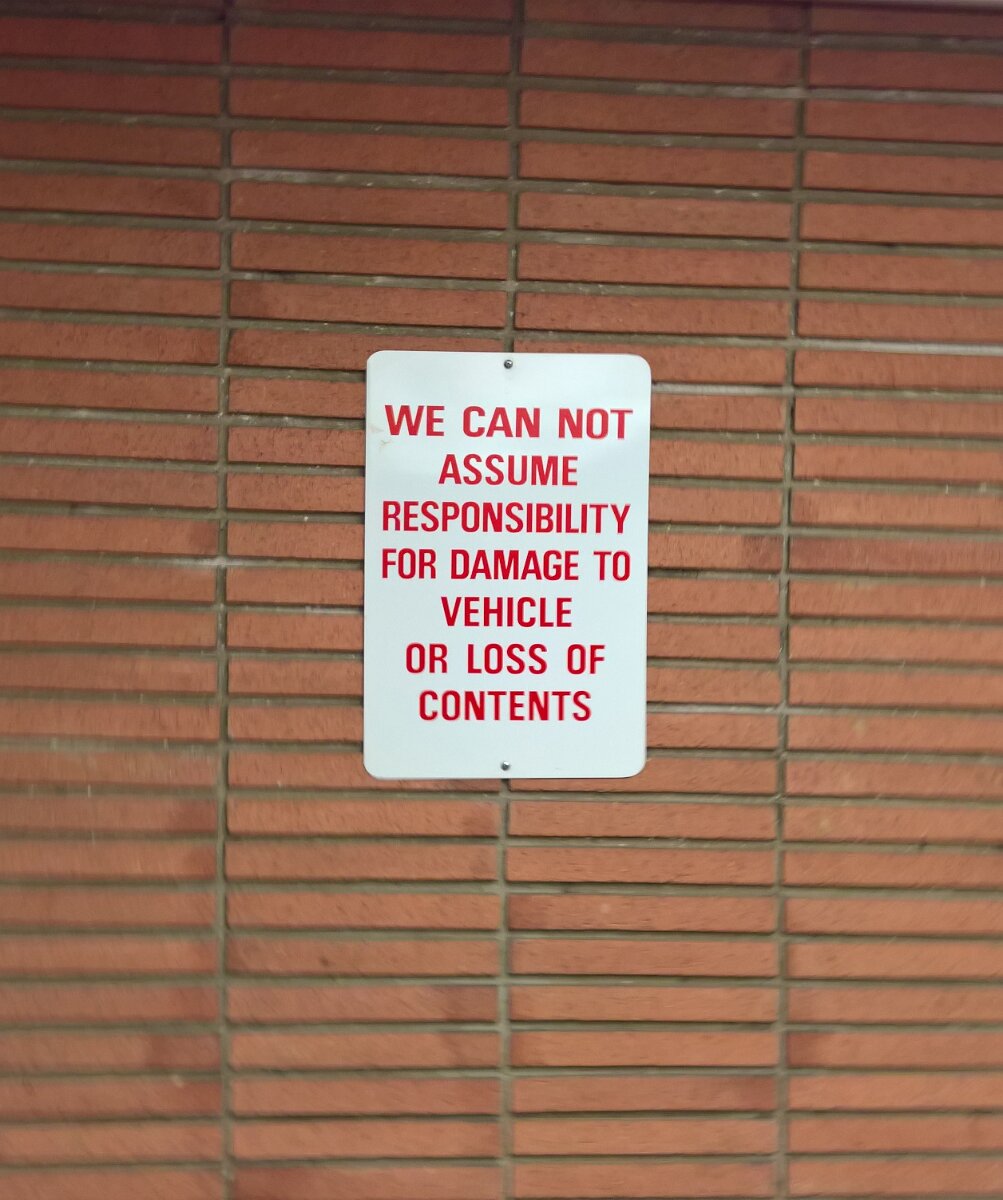 WE CAN NOT
ASSUME
RESPONSIBILITY
FOR DAMAGE TO
VEHICLE
OR LOSS OF
CONTENTS